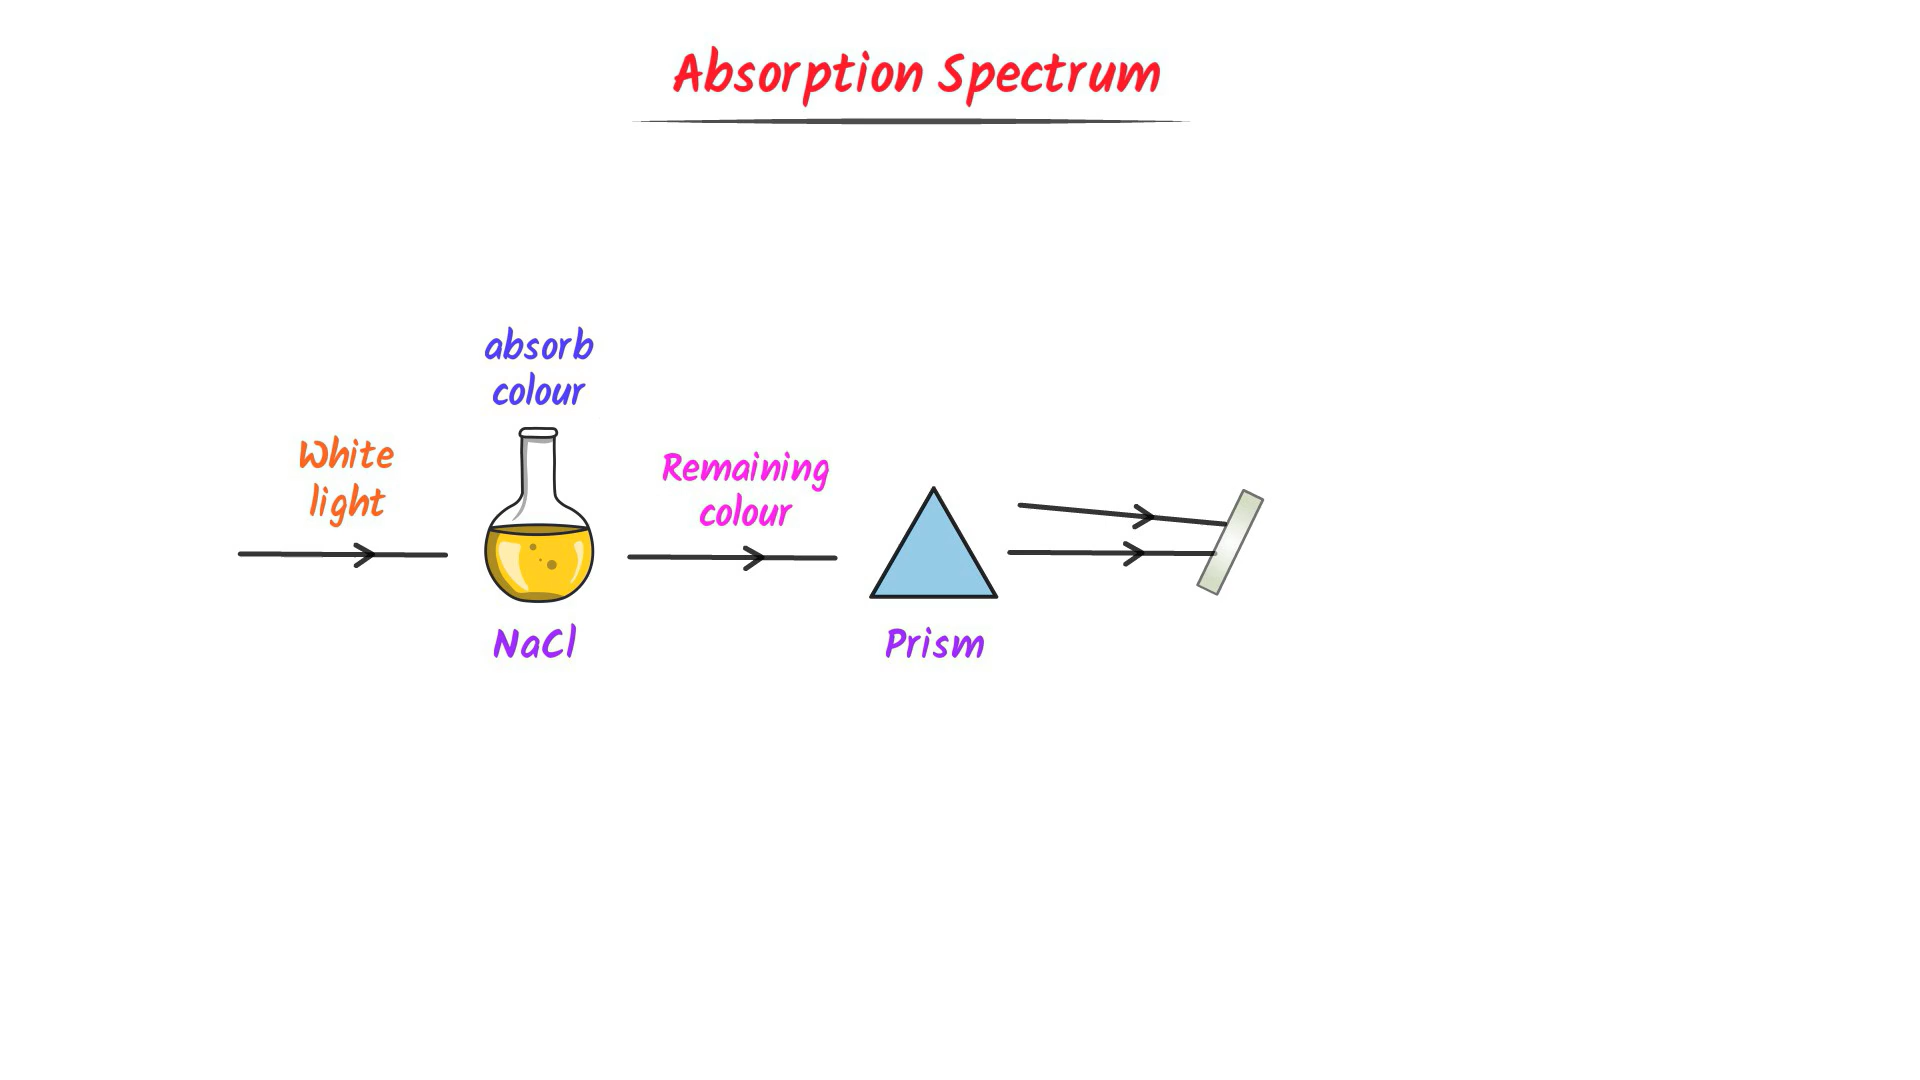 Absorption Spectrum
absorb
colour
White
light
Remaining
colour
NaCl
Prism